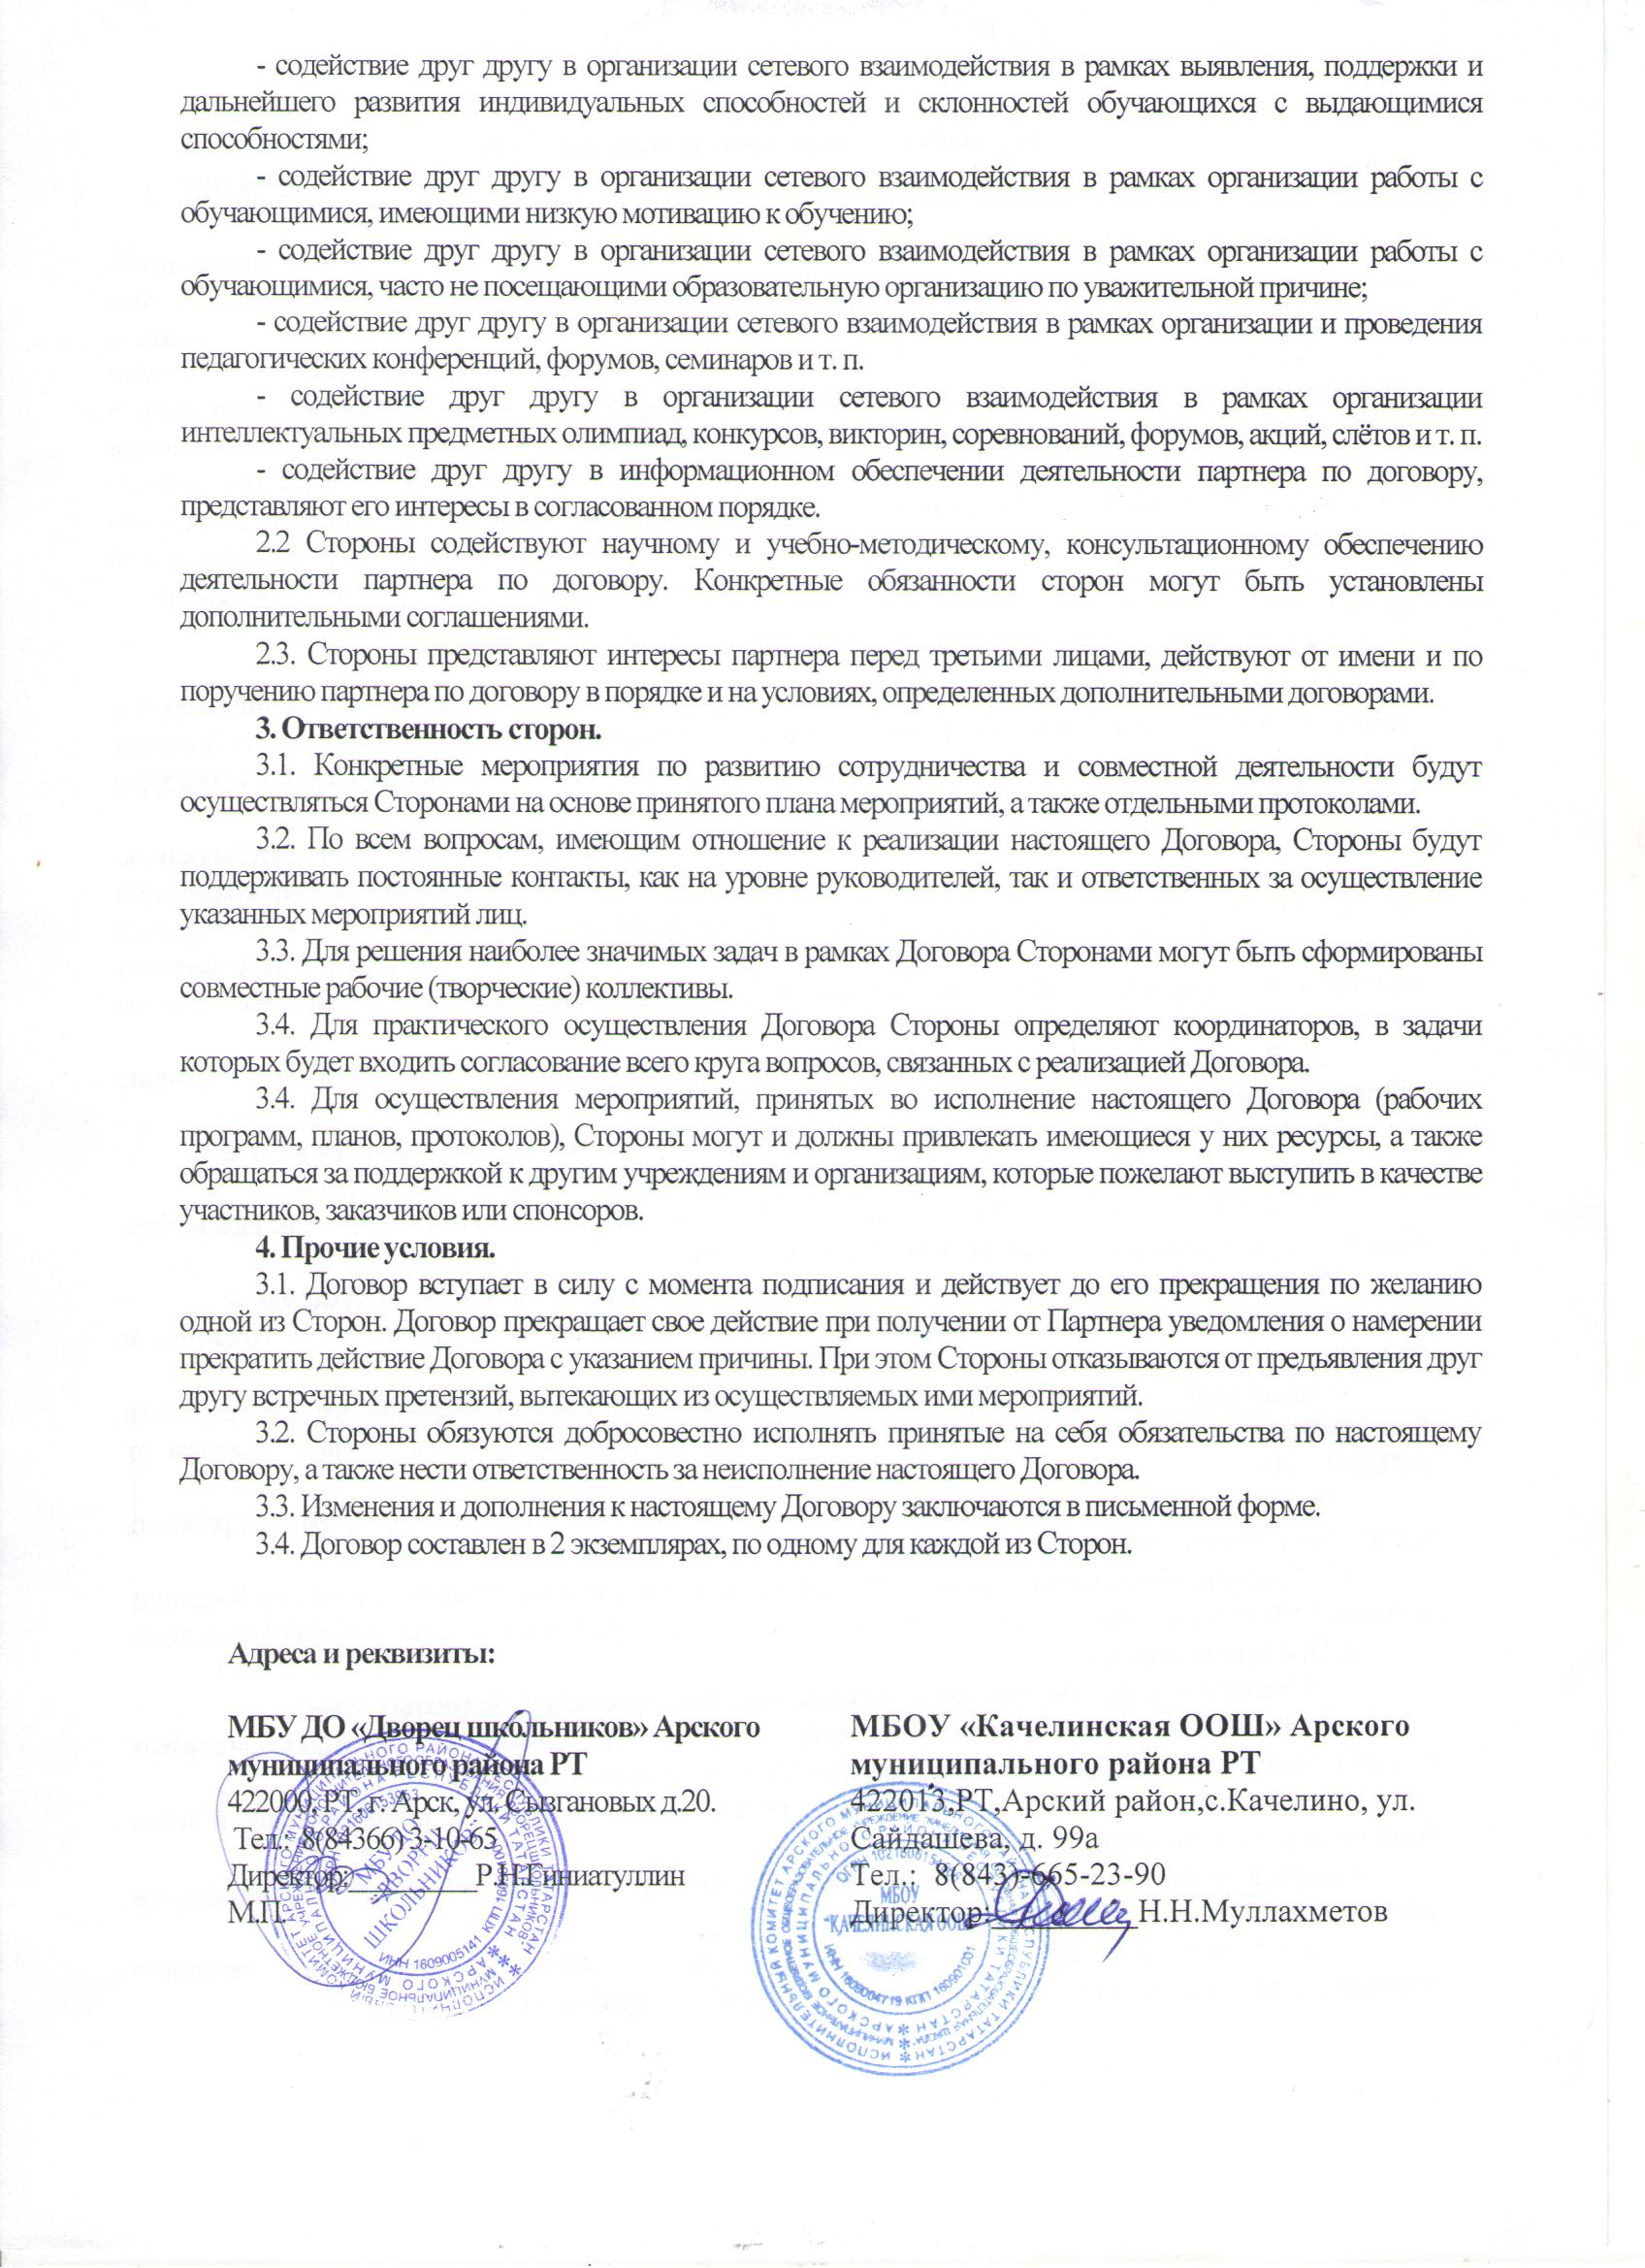 - содействие друг другу в организации сетевого взаимодействия в рамках выявления, поддержки и
дальнейшего развития индивидуальных способностей и склонностей обучающихся с выдающимися
способностями;
- содействие друг другу в организации сетевого взаимодействия в рамках организации работы с
обучающимися, имеющими низкую мотивацию к обучению;
- содействие друг другу в организации сетевого взаимодействия в рамках организации работы с
обучающимися, часто не посещающими образовательную организацию по уважительной причине;
- содействие друг другу в организации сетевого взаимодействия в рамках организации и проведения
педагогических конференций, форумов, семинаров и т. п.
- содействие друг другу в организации сетевого взаимодействия в рамках организации
интеллектуальных предметных олимпиад, конкурсов, викторин, соревнований, форумов, акций, слётов и т. п.
- содействие друг другу в информационном обеспечении деятельности партнера по договору,
представляют его интересы в согласованном порядке.
2.2 Стороны содействуют научному и учебно-методическому, консультационному обеспечению
деятельности партнера по договору. Конкретные обязанности сторон могут быть установлены
дополнительными соглашениями.
2.3. Стороны представляют интересы партнера перед третьими лицами, действуют от имени и по
поручению партнера по договору в порядке и на условиях, определенных дополнительными договорами.
3. Ответственность сторон.
3.1. Конкретные мероприятия по развитию сотрудничества и совместной деятельности будут
осуществляться Сторонами на основе принятого плана мероприятий, а также отдельными протоколами.
3.2. По всем вопросам, имеющим отношение к реализации настоящего Договора, Стороны будут
поддерживать постоянные контакты, как на уровне руководителей, так и ответственных за осуществление
указанных мероприятий лиц.
3.3. Для решения наиболее значимых задач в рамках Договора Сторонами могут быть сформированы
совместные рабочие (творческие) коллективы.
3.4. Для практического осуществления Договора Стороны определяют координаторов, в задачи
которых будет входить согласование всего круга вопросов, связанных с реализацией Договора.
3.4. Для осуществления мероприятий, принятых во исполнение настоящего Договора (рабочих
программ, планов, протоколов), Стороны могут и должны привлекать имеющиеся у них ресурсы, а также
обращаться за поддержкой к другим учреждениям и организациям, которые пожелают выступить в качестве
участников, заказчиков или спонсоров.
4. Прочие условия.
3.1. Договор вступает в силу с момента подписания и действует до его прекращения по желанию
одной из Сторон. Договор прекращает свое действие при получении от Партнера уведомления о намерении
прекратить действие Договора с указанием причины. При этом Стороны отказываются от предъявления друг
другу встречных претензий, вытекающих из осуществляемых ими мероприятий.
3.2. Стороны обязуются добросовестно исполнять принятые на себя обязательства по настоящему
Договору, а также нести ответственность за неисполнение настоящего Договора.
3.3. Изменения и дополнения к настоящему Договору заключаются в письменной форме.
3.4. Договор составлен в 2 экземплярах, по одному для каждой из Сторон.
Адреса и реквизиты:
МБУ ДО «Дворец школьников» Арского
муниципального района РТ
422000, РТ, г. Арск, ул. Сызгановых д.20.
Тел.: 8(84366) 3-10-65
Директор:_________Р.Н.Гиниатуллин
М.П.
МБУ ДО
"ДВОРЕЦ
ШКОЛЬНИКОВ"
ИНН 1609005141 КПП
МБОУ «Качелинская ООШ» Арского
муниципального района РТ
422013,РТ,Арский район,с.Качелино, ул.
Сайдашева, д. 99а
Тел.: 8(843)-665-23-90
Директор:_________Н.Н.Муллахметов
МБОУ
"КАЧЕЛИНСКАЯ ООШ"
ИНН 1609004719 КПП 160901001